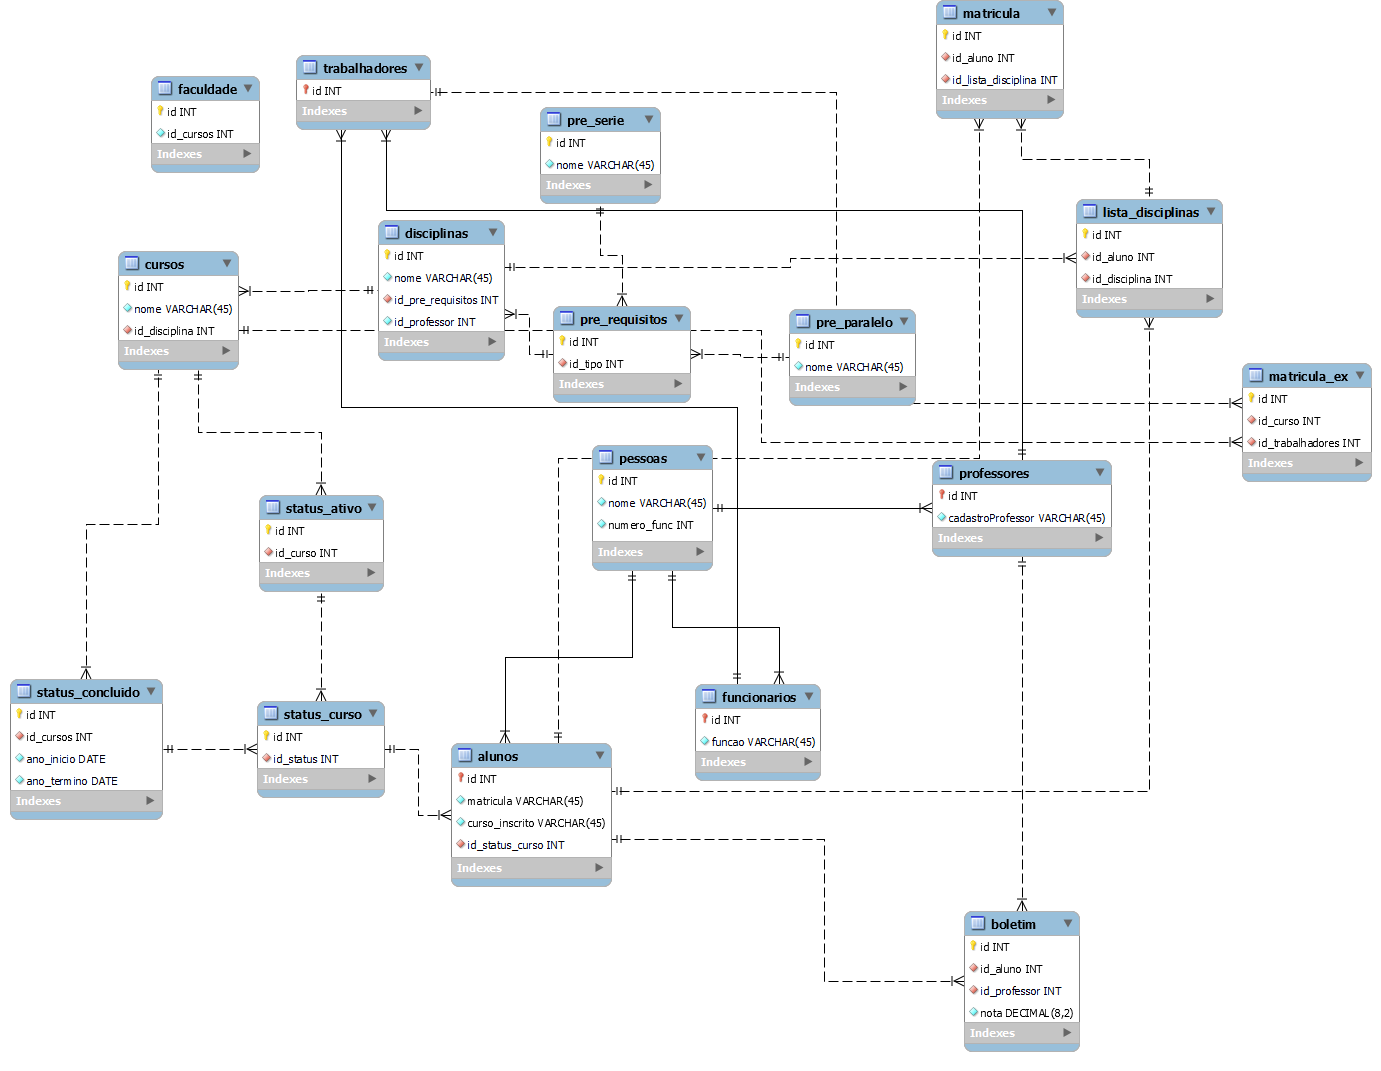 matricula
id INT
id_aluno INT
id_lista_disciplina INT
Indexes
trabalhadores
id INT
Indexes
faculdade
id INT
id_cursos INT
Indexes
pre_serie
id INT
nome VARCHAR(45)
Indexes
lista_disciplinas
id INT
id_aluno INT
id_disciplina INT
Indexes
disciplinas
id INT
nome VARCHAR(45)
id_pre_requisitos INT
id_professor INT
Indexes
cursos
id INT
nome VARCHAR(45)
id_disciplina INT
Indexes
pre_requisitos
id INT
id_tipo INT
Indexes
pre_paralelo
id INT
nome VARCHAR(45)
Indexes
matricula_ex
id INT
id_curso INT
id_trabalhadores INT
Indexes
pessoas
id INT
nome VARCHAR(45)
numero_func INT
Indexes
professores
id INT
cadastroProfessor VARCHAR(45)
Indexes
status_ativo
id INT
id_curso INT
Indexes
status_concluido
id INT
id_cursos INT
ano_inicio DATE
ano_termino DATE
Indexes
status_curso
id INT
id_status INT
Indexes
funcionarios
id INT
funcao VARCHAR(45)
Indexes
alunos
id INT
matricula VARCHAR(45)
curso_inscrito VARCHAR(45)
id_status_curso INT
Indexes
boletim
id INT
id_aluno INT
id_professor INT
nota DECIMAL(8,2)
Indexes